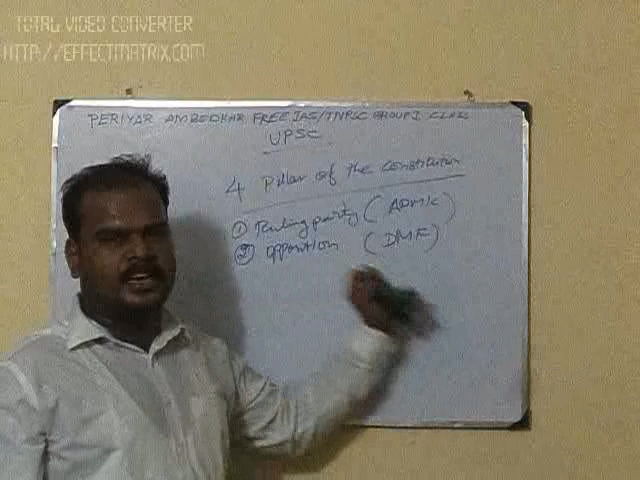 TOTAL VIDEO CONVERTER
HTTP://EFFECTMATRIX.COM
PERIYAR AMBEDKAR FREE IAS/TNPSC GROUP I CLASS
UPSC
4 Pillar of the constitution
① Ruling party (ADMK)
② opposition (DMK)